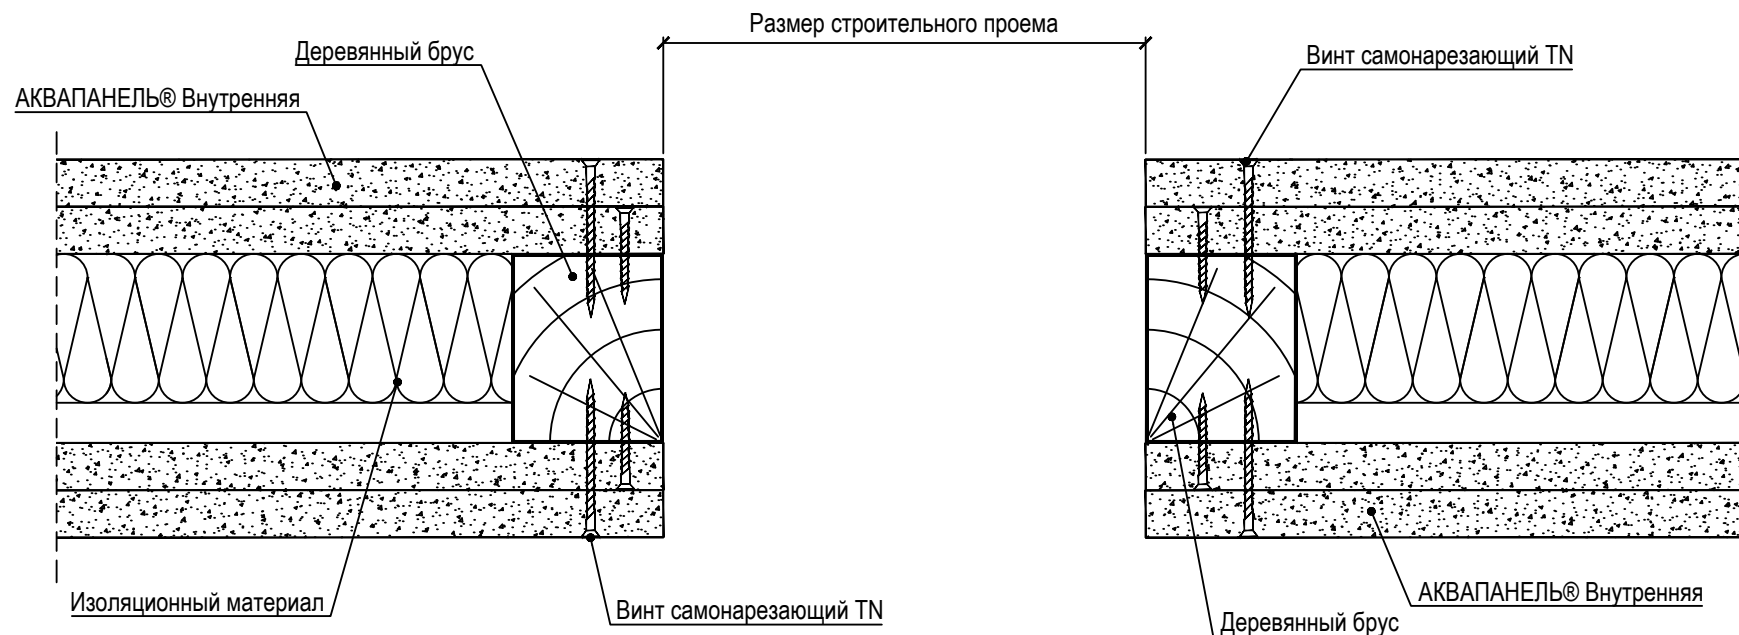 Размер строительного проема
Деревянный брус
Винт самонарезающий TN
АКВАПАНЕЛЬ® Внутренняя
Изоляционный материал
Винт самонарезающий TN
АКВАПАНЕЛЬ® Внутренняя
Деревянный брус